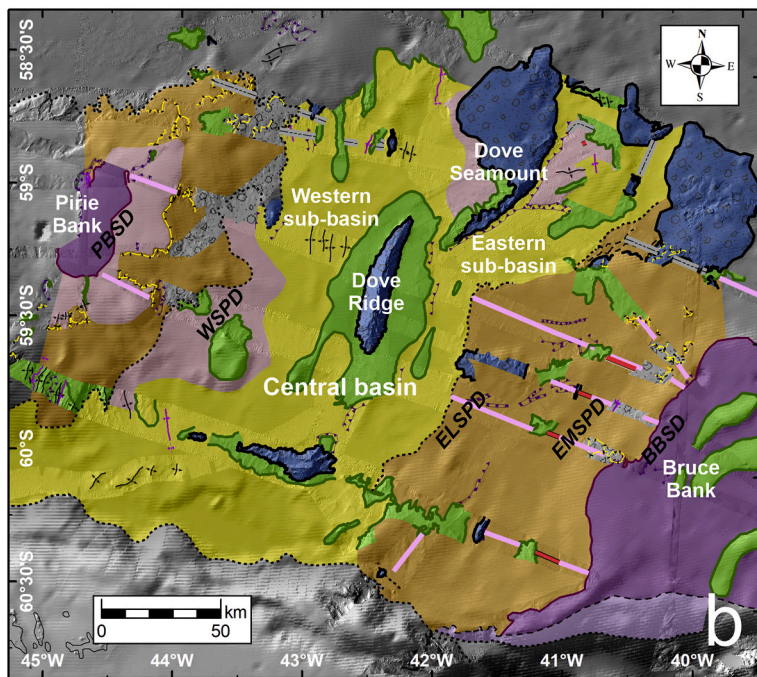 58°30'S
N
W E
S
Dove
Seamount
59°S
Pirie
Bank
PBSD
Western
sub-basin
Eastern
sub-basin
Dove
Ridge
59°30'S
WSPD
Central basin
60°S
ELSPD
EMSPD
BBSD
Bruce
Bank
60°30'S
km
0 50
b
45°W 44°W 43°W 42°W 41°W 40°W